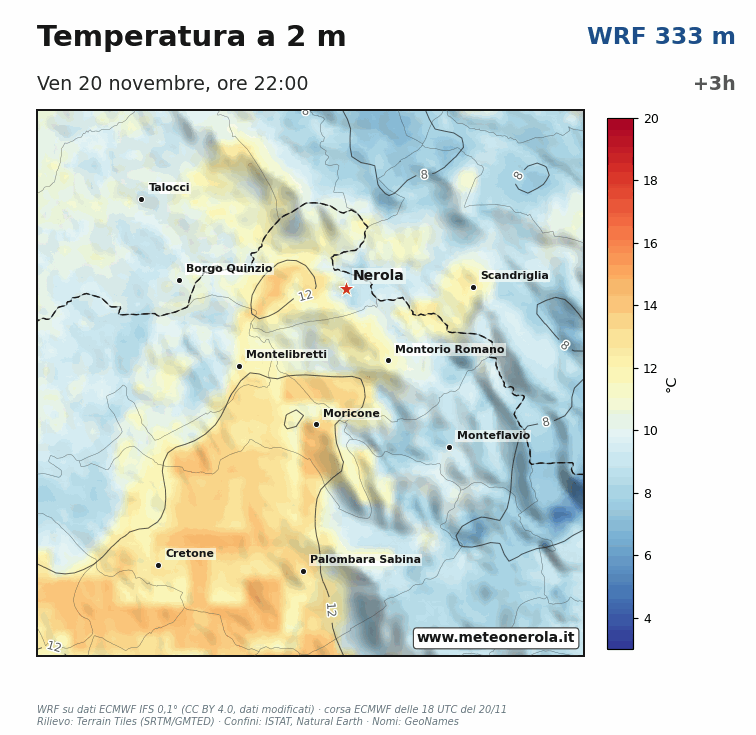 Temperatura a 2 m
WRF 333 m
Ven 20 novembre, ore 22:00
+3h
8
8
8
Talocci
Borgo Quinzio
Nerola
Scandriglia
12
8
Montelibretti
Montorio Romano
Moricone
Monteflavio
8
Cretone
Palombara Sabina
12
12
www.meteonerola.it
20
18
16
14
12
10
8
6
4
°C
WRF su dati ECMWF IFS 0,1° (CC BY 4.0, dati modificati) · corsa ECMWF delle 18 UTC del 20/11
Rilievo: Terrain Tiles (SRTM/GMTED) · Confini: ISTAT, Natural Earth · Nomi: GeoNames